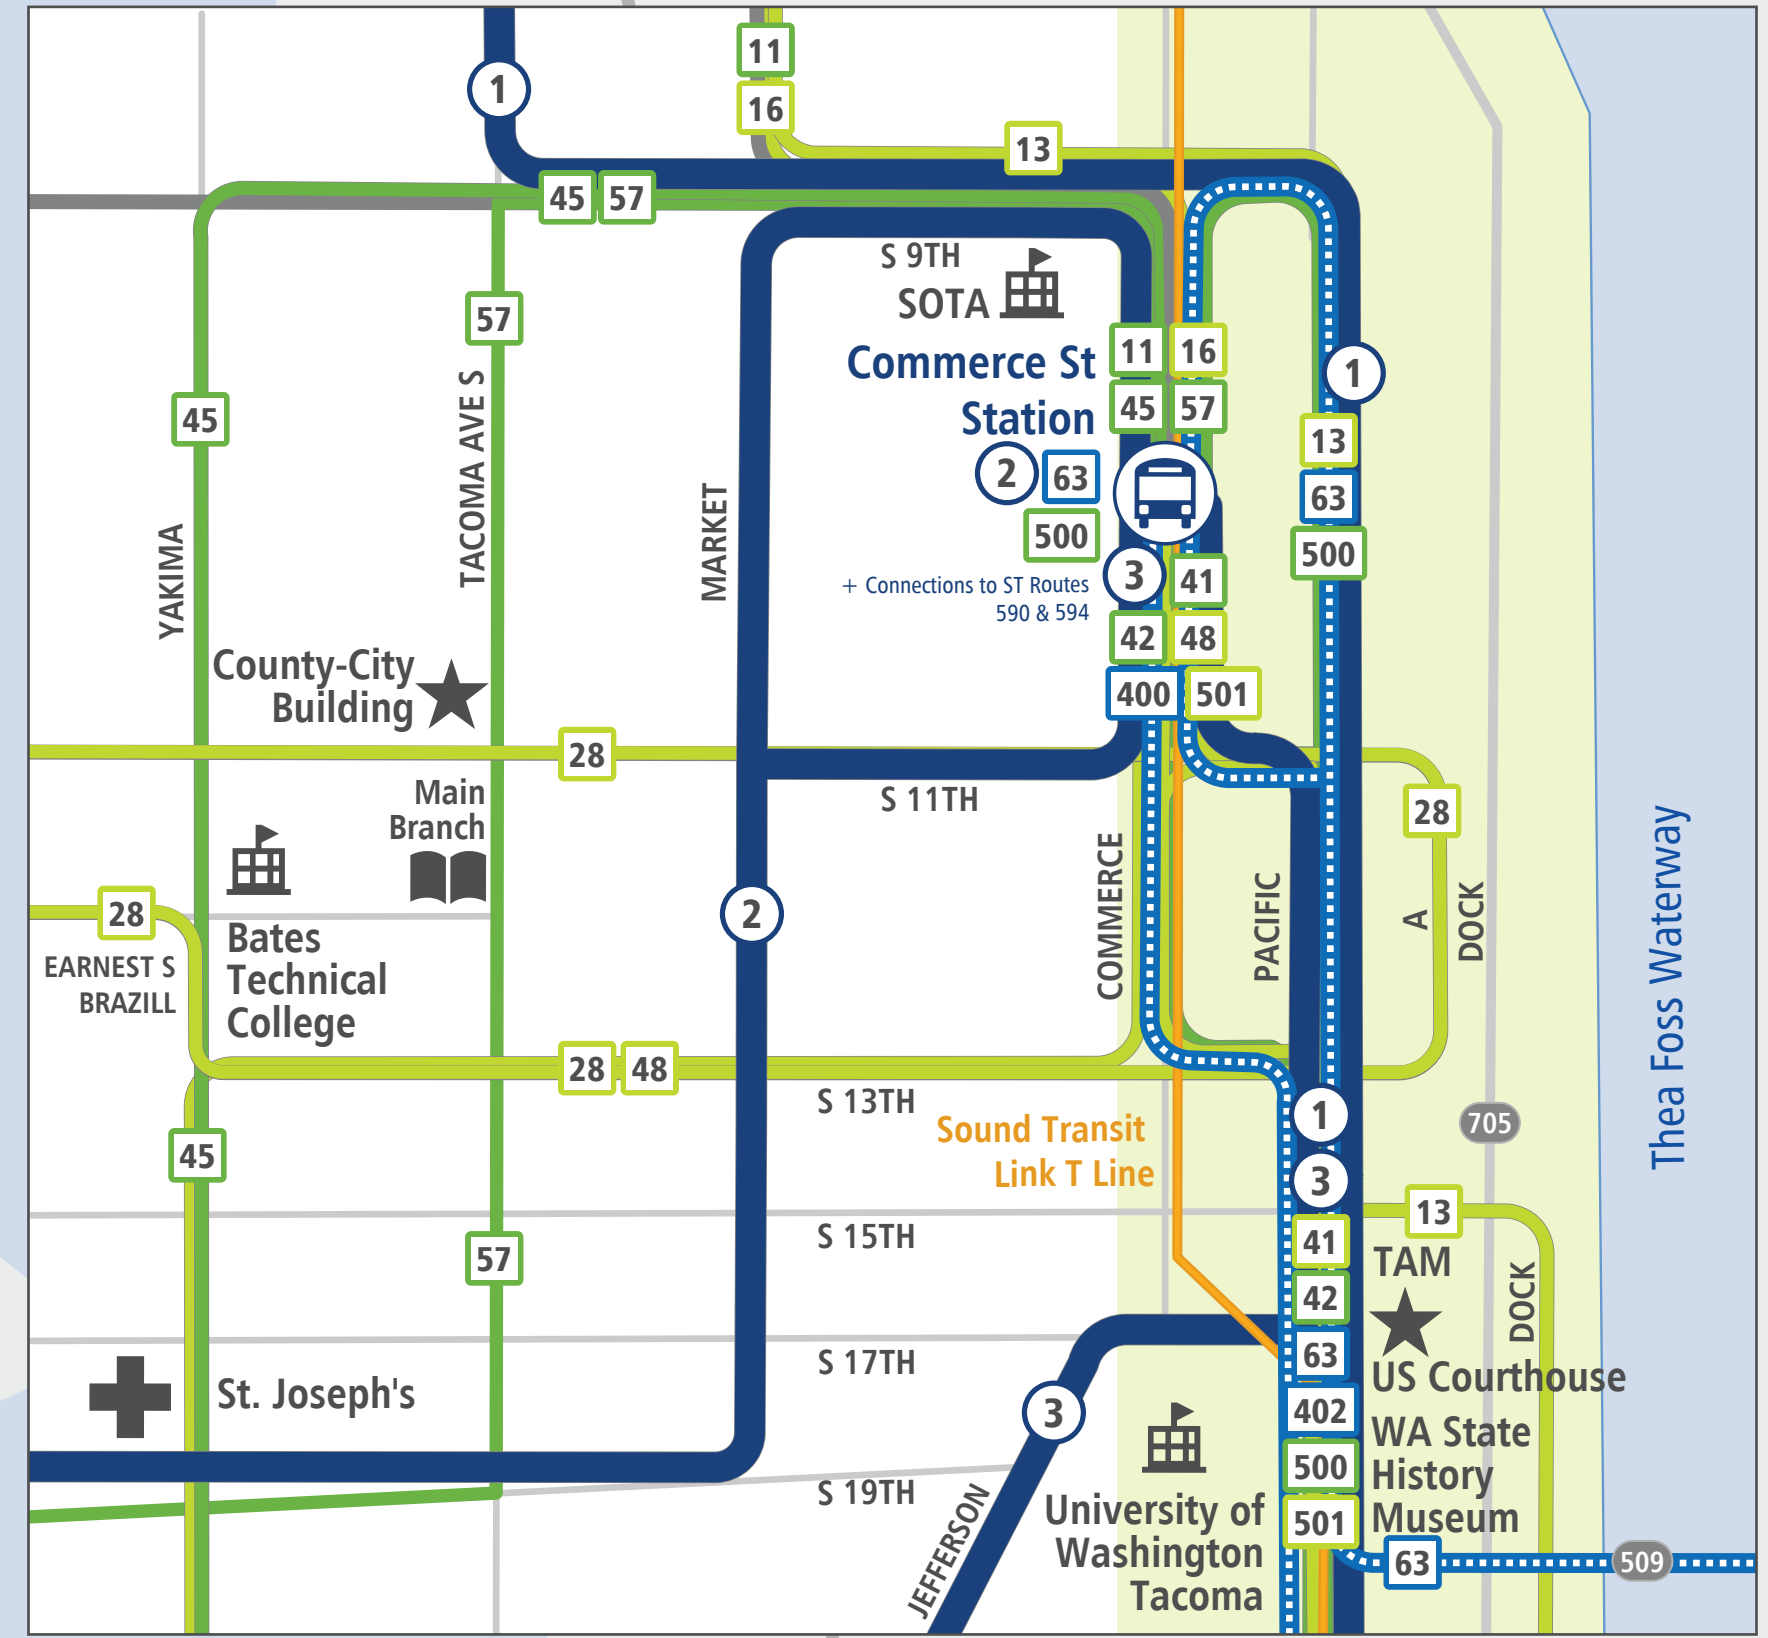 11
1
16
13
45 57
S 9TH
SOTA
57
11 16
Commerce St
1
45 57
Station
45
TACOMA AVE S
13
2 63
63
MARKET
500
500
YAKIMA
3 41
+ Connections to ST Routes
590 & 594
42 48
County-City
Building
400 501
28
Main
Branch
S 11TH
28
28
2
COMMERCE
PACIFIC
A
DOCK
Bates
Technical
College
EARNEST S
BRAZILL
Thea Foss Waterway
28 48
S 13TH
1
705
Sound Transit
Link T Line
45
3
13
S 15TH
41
TAM
57
42
DOCK
S 17TH
63
US Courthouse
St. Joseph's
3
402
WA State
History
Museum
500
S 19TH
JEFFERSON
University of
Washington
Tacoma
501
63
509